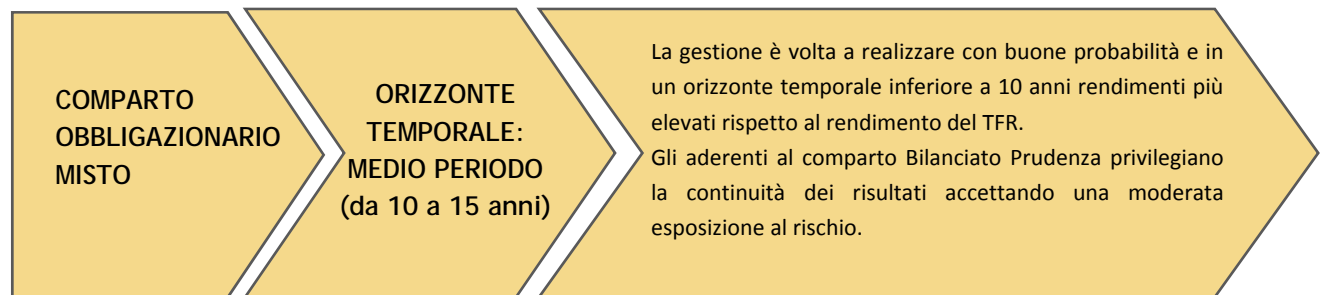 COMPARTO
OBBLIGAZIONARIO
MISTO
ORIZZONTE
TEMPORALE:
MEDIO PERIODO
(da 10 a 15 anni)
La gestione è volta a realizzare con buone probabilità e in
un orizzonte temporale inferiore a 10 anni rendimenti più
elevati rispetto al rendimento del TFR.
Gli aderenti al comparto Bilanciato Prudenza privilegiano
la continuità dei risultati accettando una moderata
esposizione al rischio.